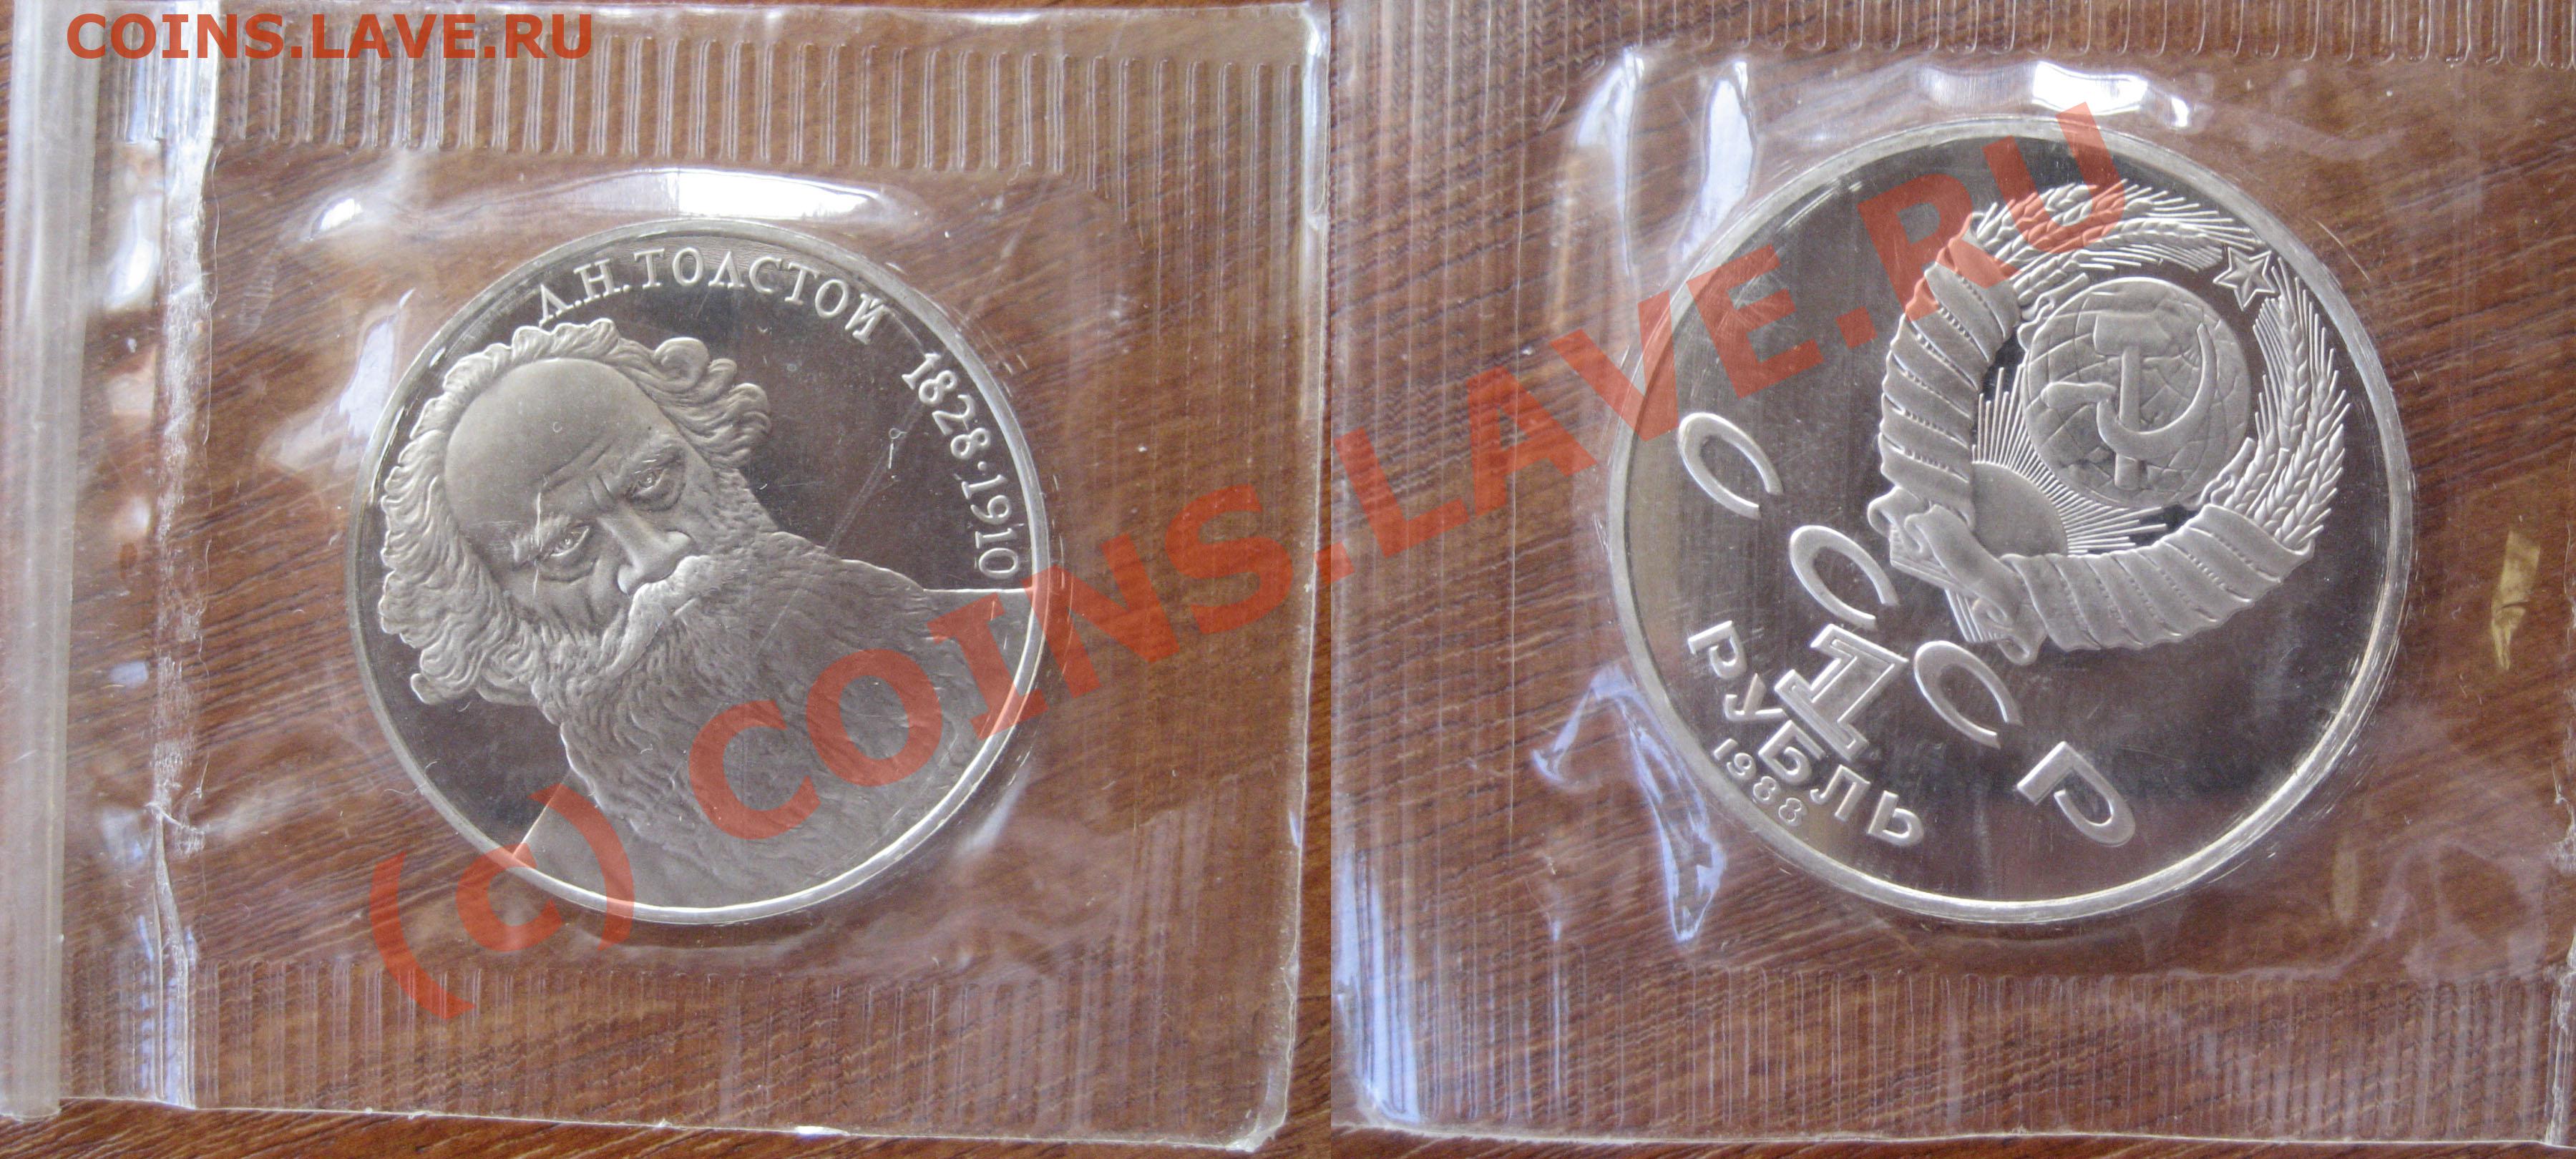 COINS.LAVE.RU
Л.Н.ТОЛСТОЙ 1828·1910
СССР
1
РУБЛЬ
1988
(c) COINS.LAVE.RU